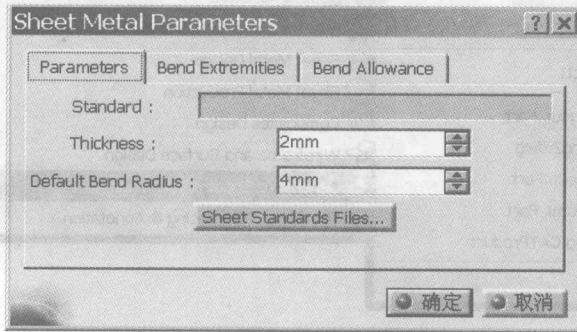 Sheet Metal Parameters ? ×
Parameters Bend Extremities Bend Allowance
Standard :
Thickness : 2mm
Default Bend Radius : 4mm
Sheet Standards Files...
确定 取消